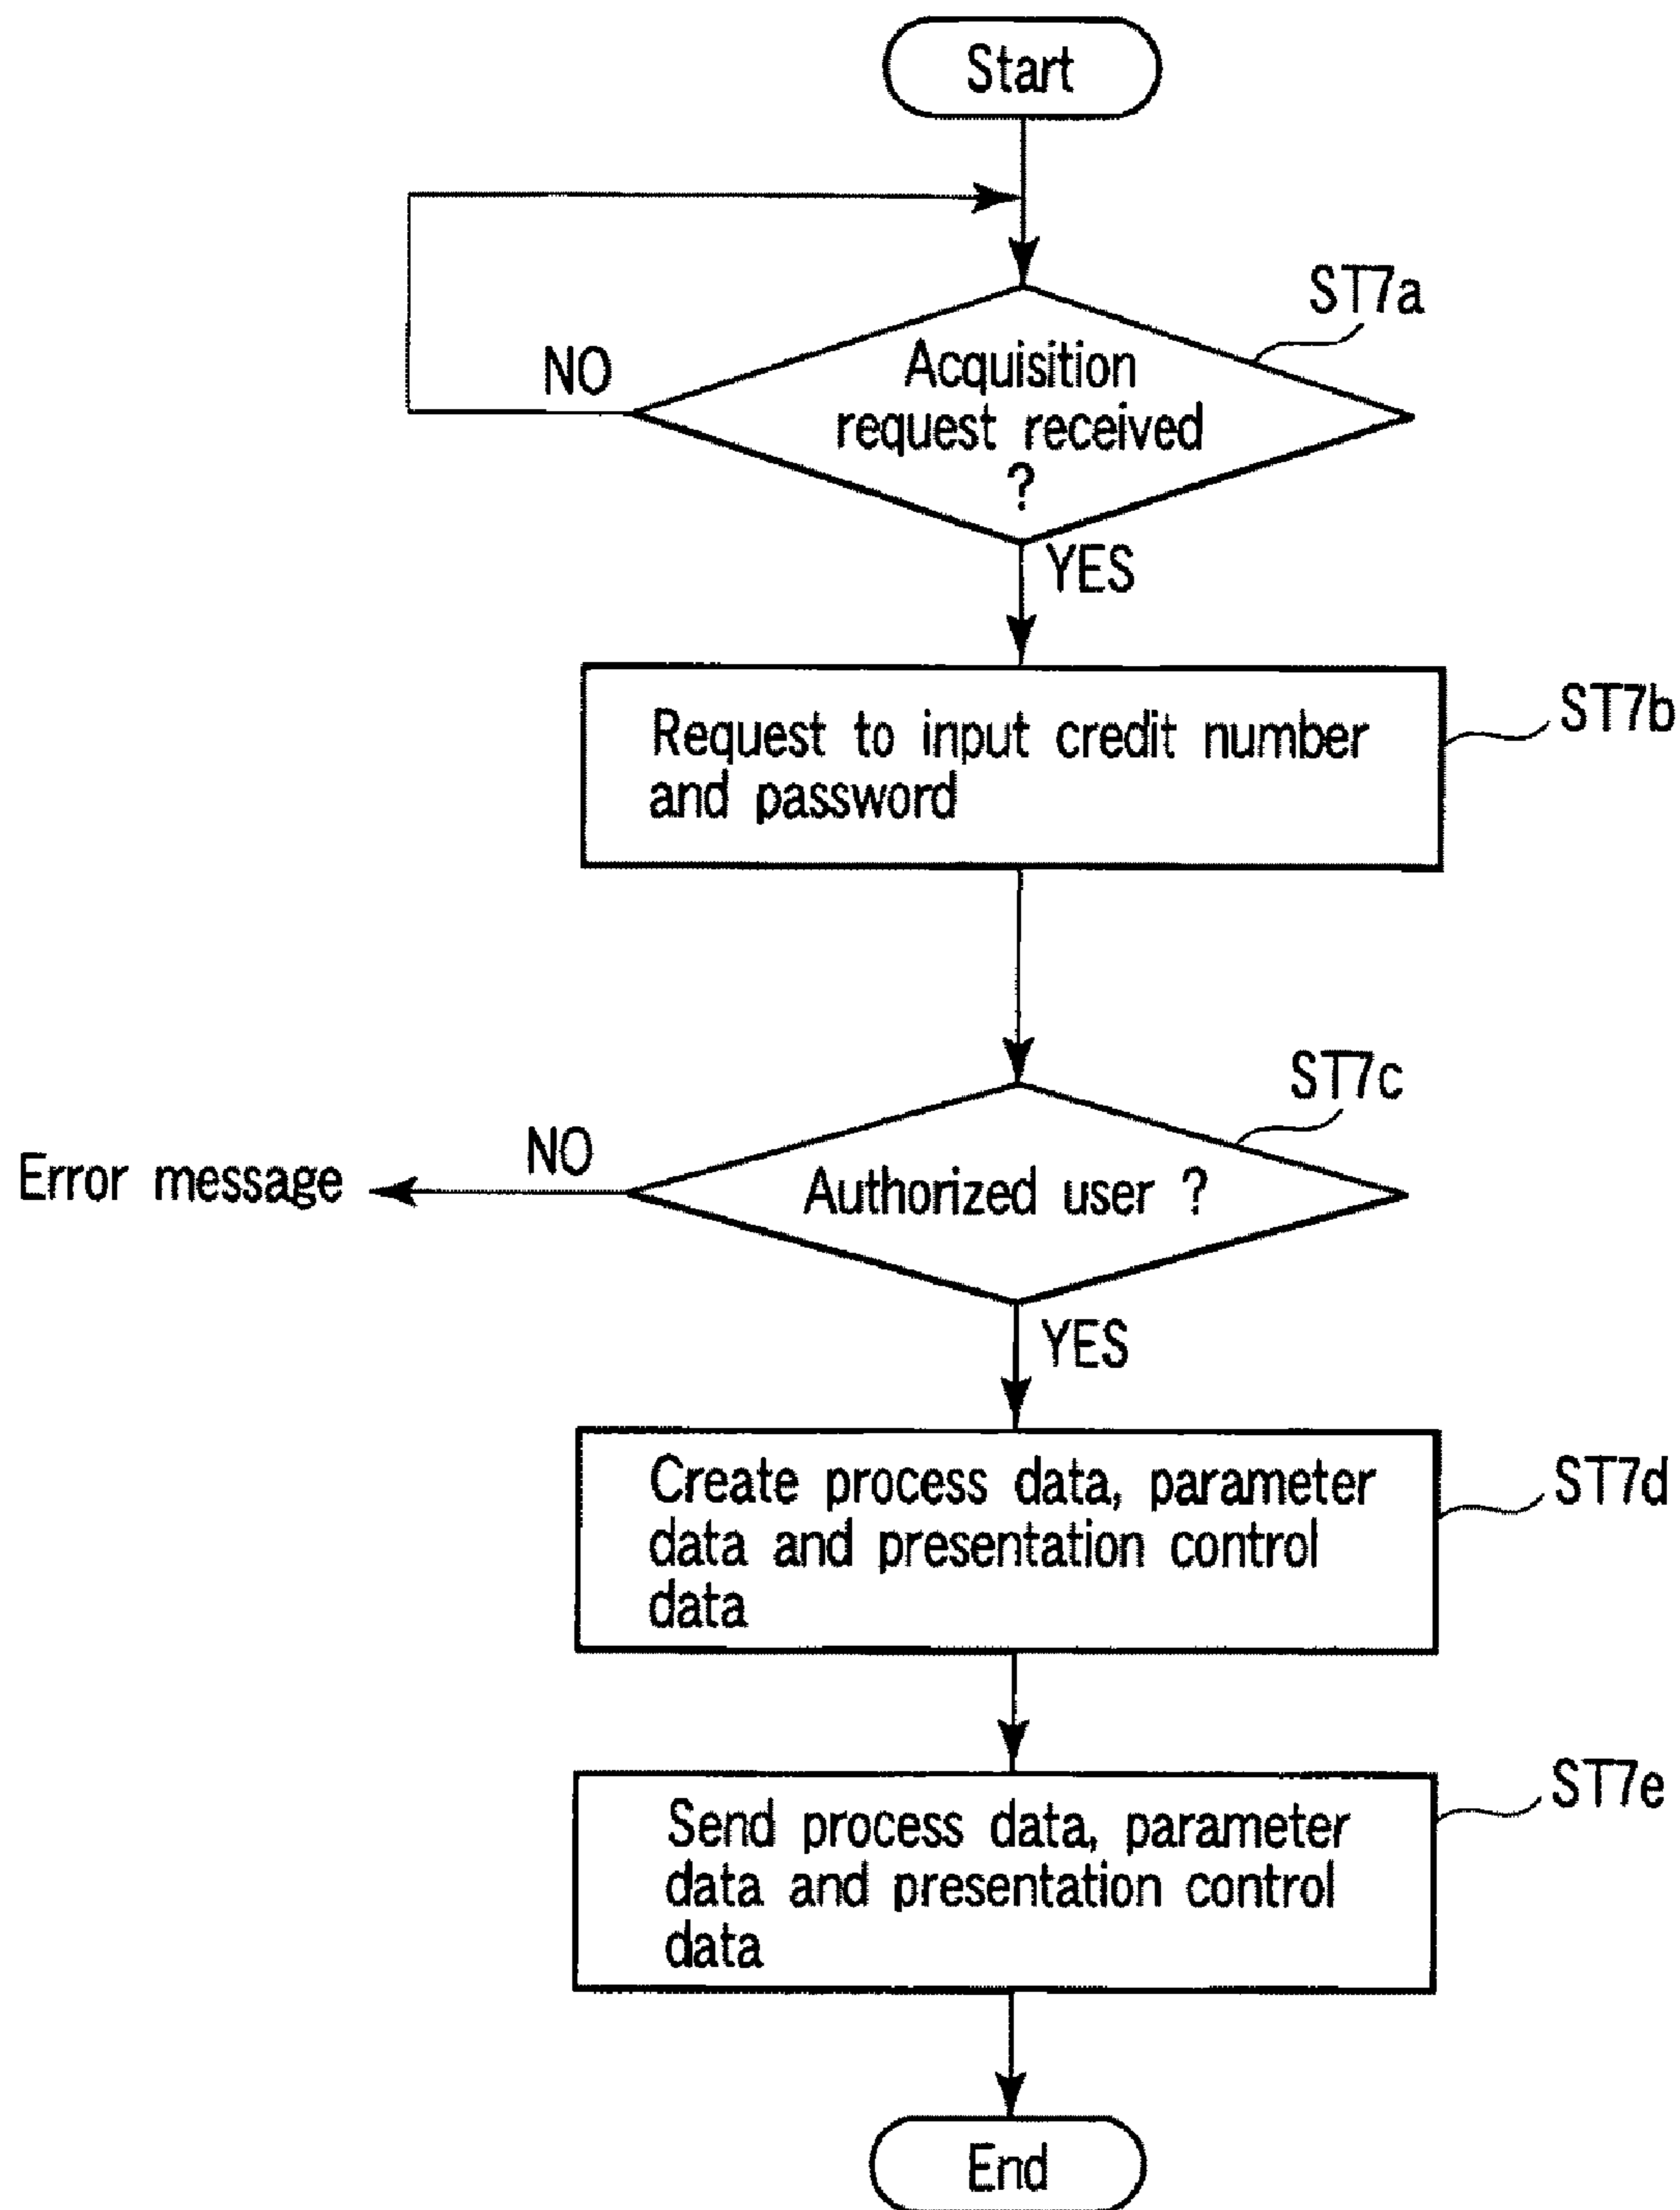 Start
ST7a
NO
Acquisition
request received
?
YES
Request to input credit number
and password
ST7b
ST7c
NO
Error message
Authorized user ?
YES
Create process data, parameter
data and presentation control
data
ST7d
Send process data, parameter
data and presentation control
data
ST7e
End